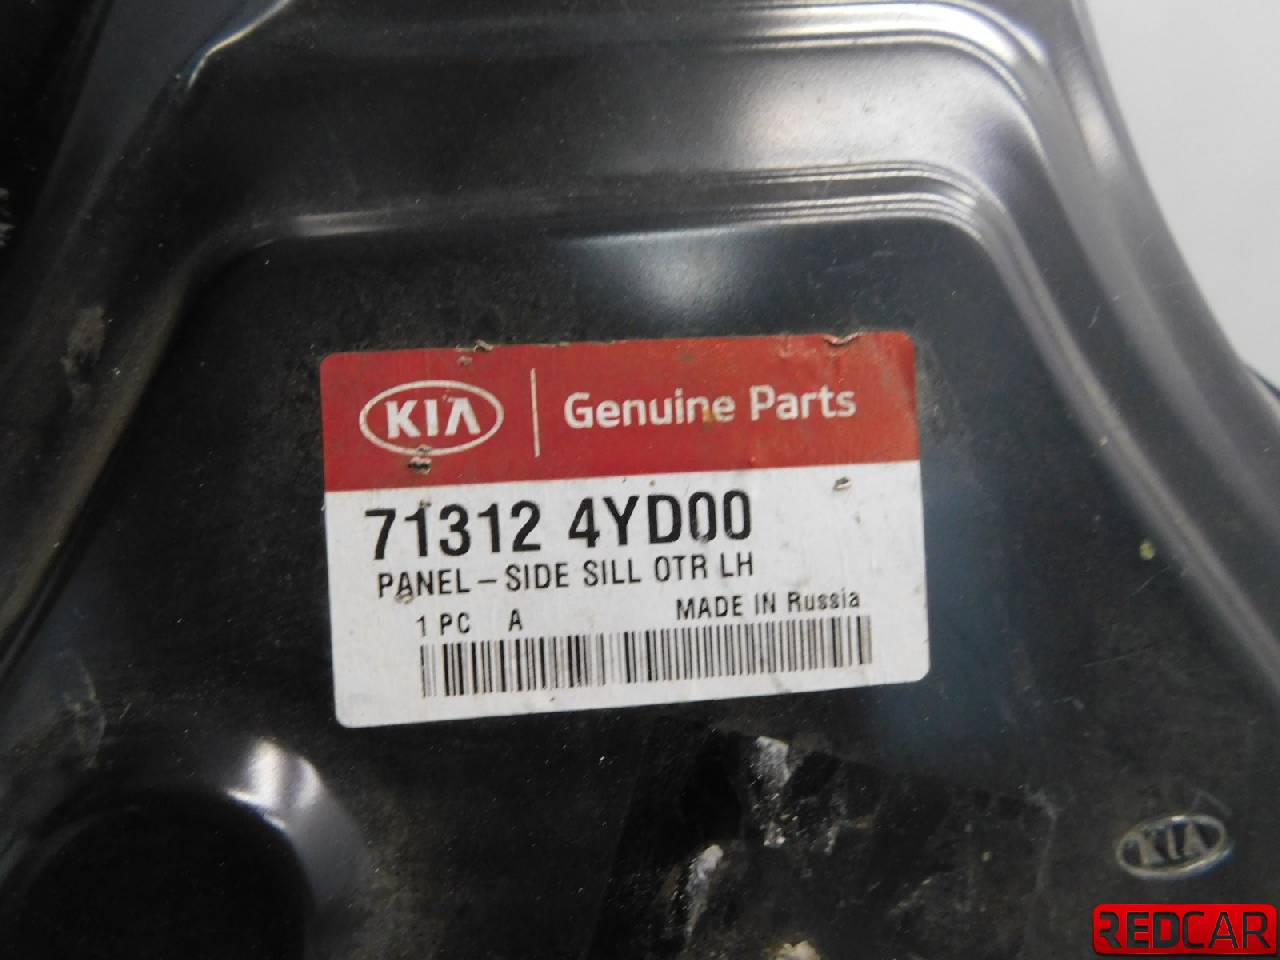 KIA Genuine Parts
71312 4YD00
PANEL-SIDE SILL OTR LH
1 PC A MADE IN Russia
KIA
REDCAR